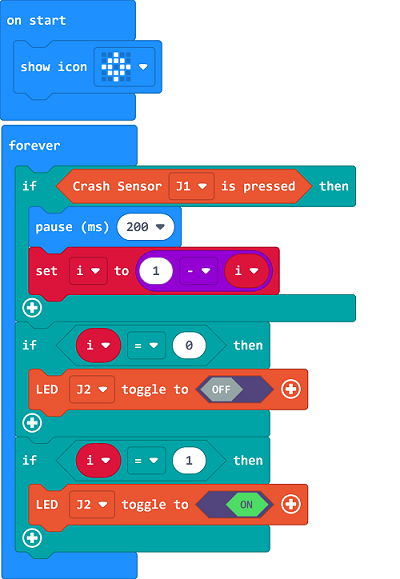 on start
show icon
forever
if Crash Sensor J1 is pressed then
pause (ms) 200
set i to 1 - i
if i = 0 then
LED J2 toggle to OFF
if i = 1 then
LED J2 toggle to ON